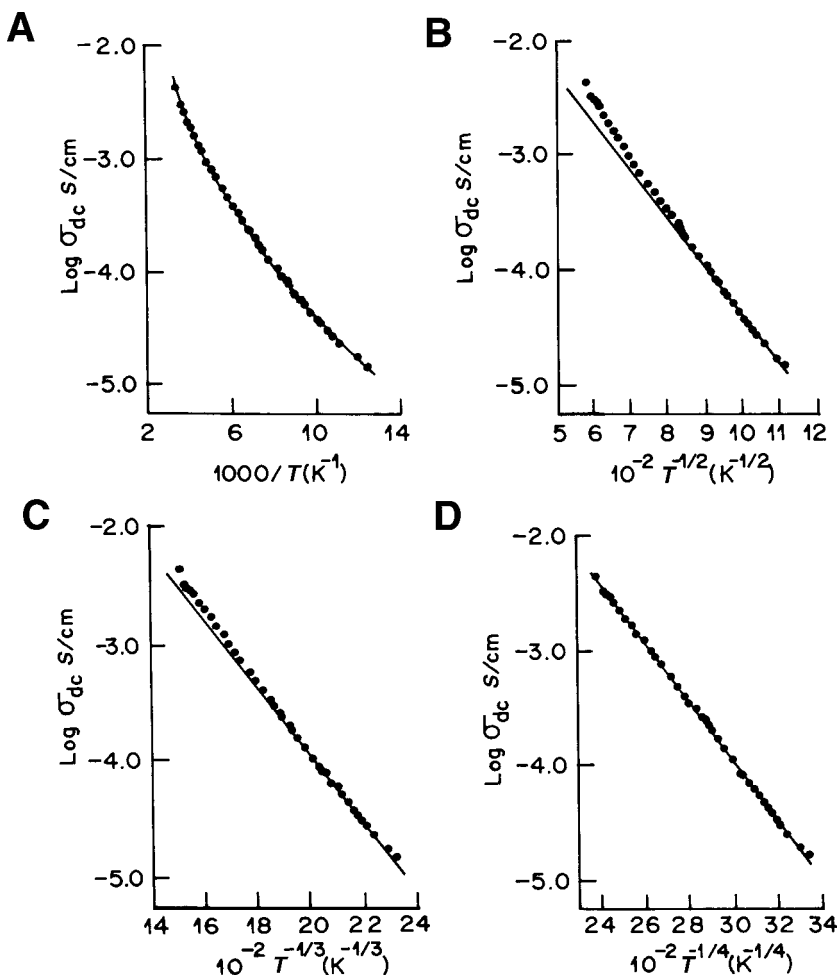 A
−2.0
−3.0
−4.0
−5.0
Log σdc S/cm
2 6 10 14
1000/T(K⁻¹)
B
−2.0
−3.0
−4.0
−5.0
Log σdc S/cm
5 6 7 8 9 10 11 12
10⁻² T⁻¹/²(K⁻¹/²)
C
−2.0
−3.0
−4.0
−5.0
Log σdc S/cm
14 16 18 20 22 24
10⁻² T⁻¹/³(K⁻¹/³)
D
−2.0
−3.0
−4.0
−5.0
Log σdc S/cm
24 26 28 30 32 34
10⁻² T⁻¹/⁴(K⁻¹/⁴)